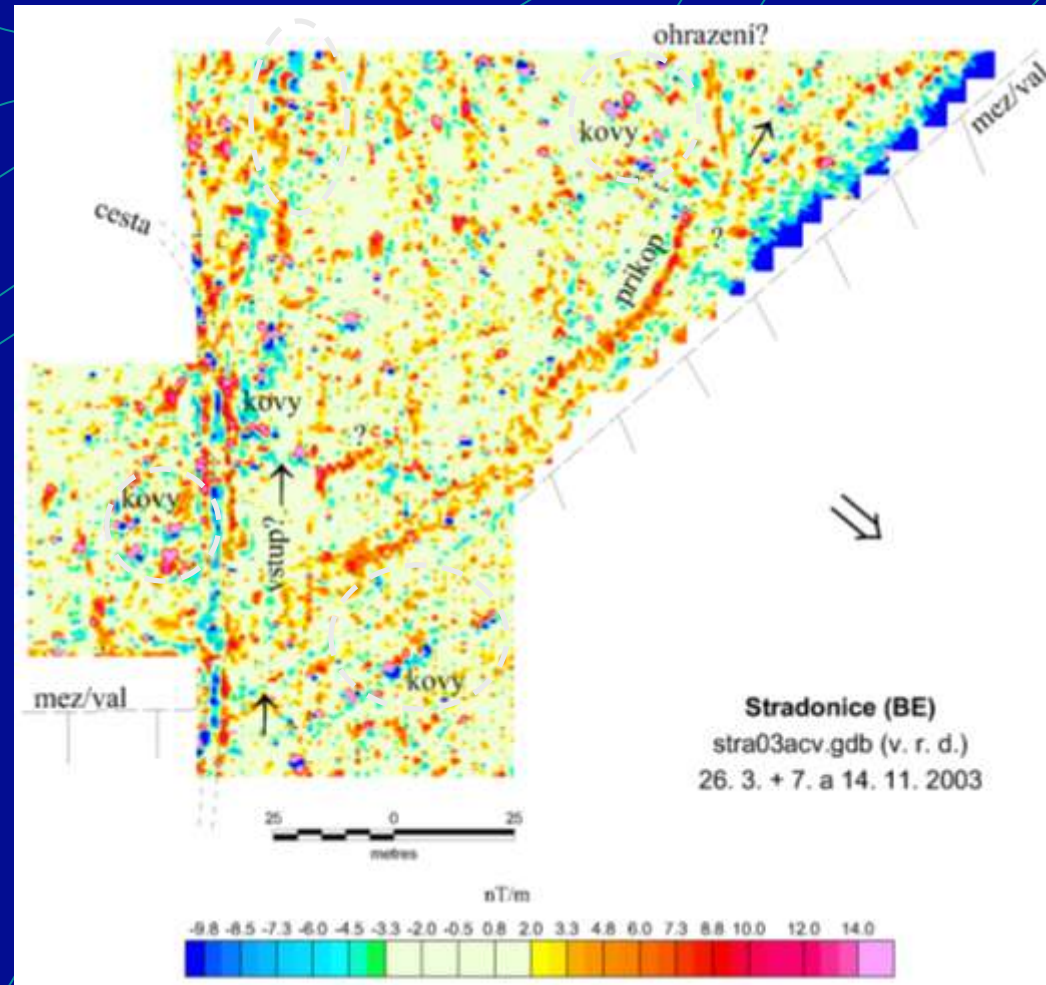 ohrazeni?
mez/val
kovy
cesta
prikop
?
kovy
?
kovy
vstup?
kovy
mez/val
Stradonice (BE)
stra03acv.gdb (v. r. d.)
26. 3. + 7. a 14. 11. 2003
25 0 25
metres
nT/m
-9.8 -8.5 -7.3 -6.0 -4.5 -3.3 -2.0 -0.5 0.8 2.0 3.3 4.8 6.0 7.3 8.8 10.0 12.0 14.0